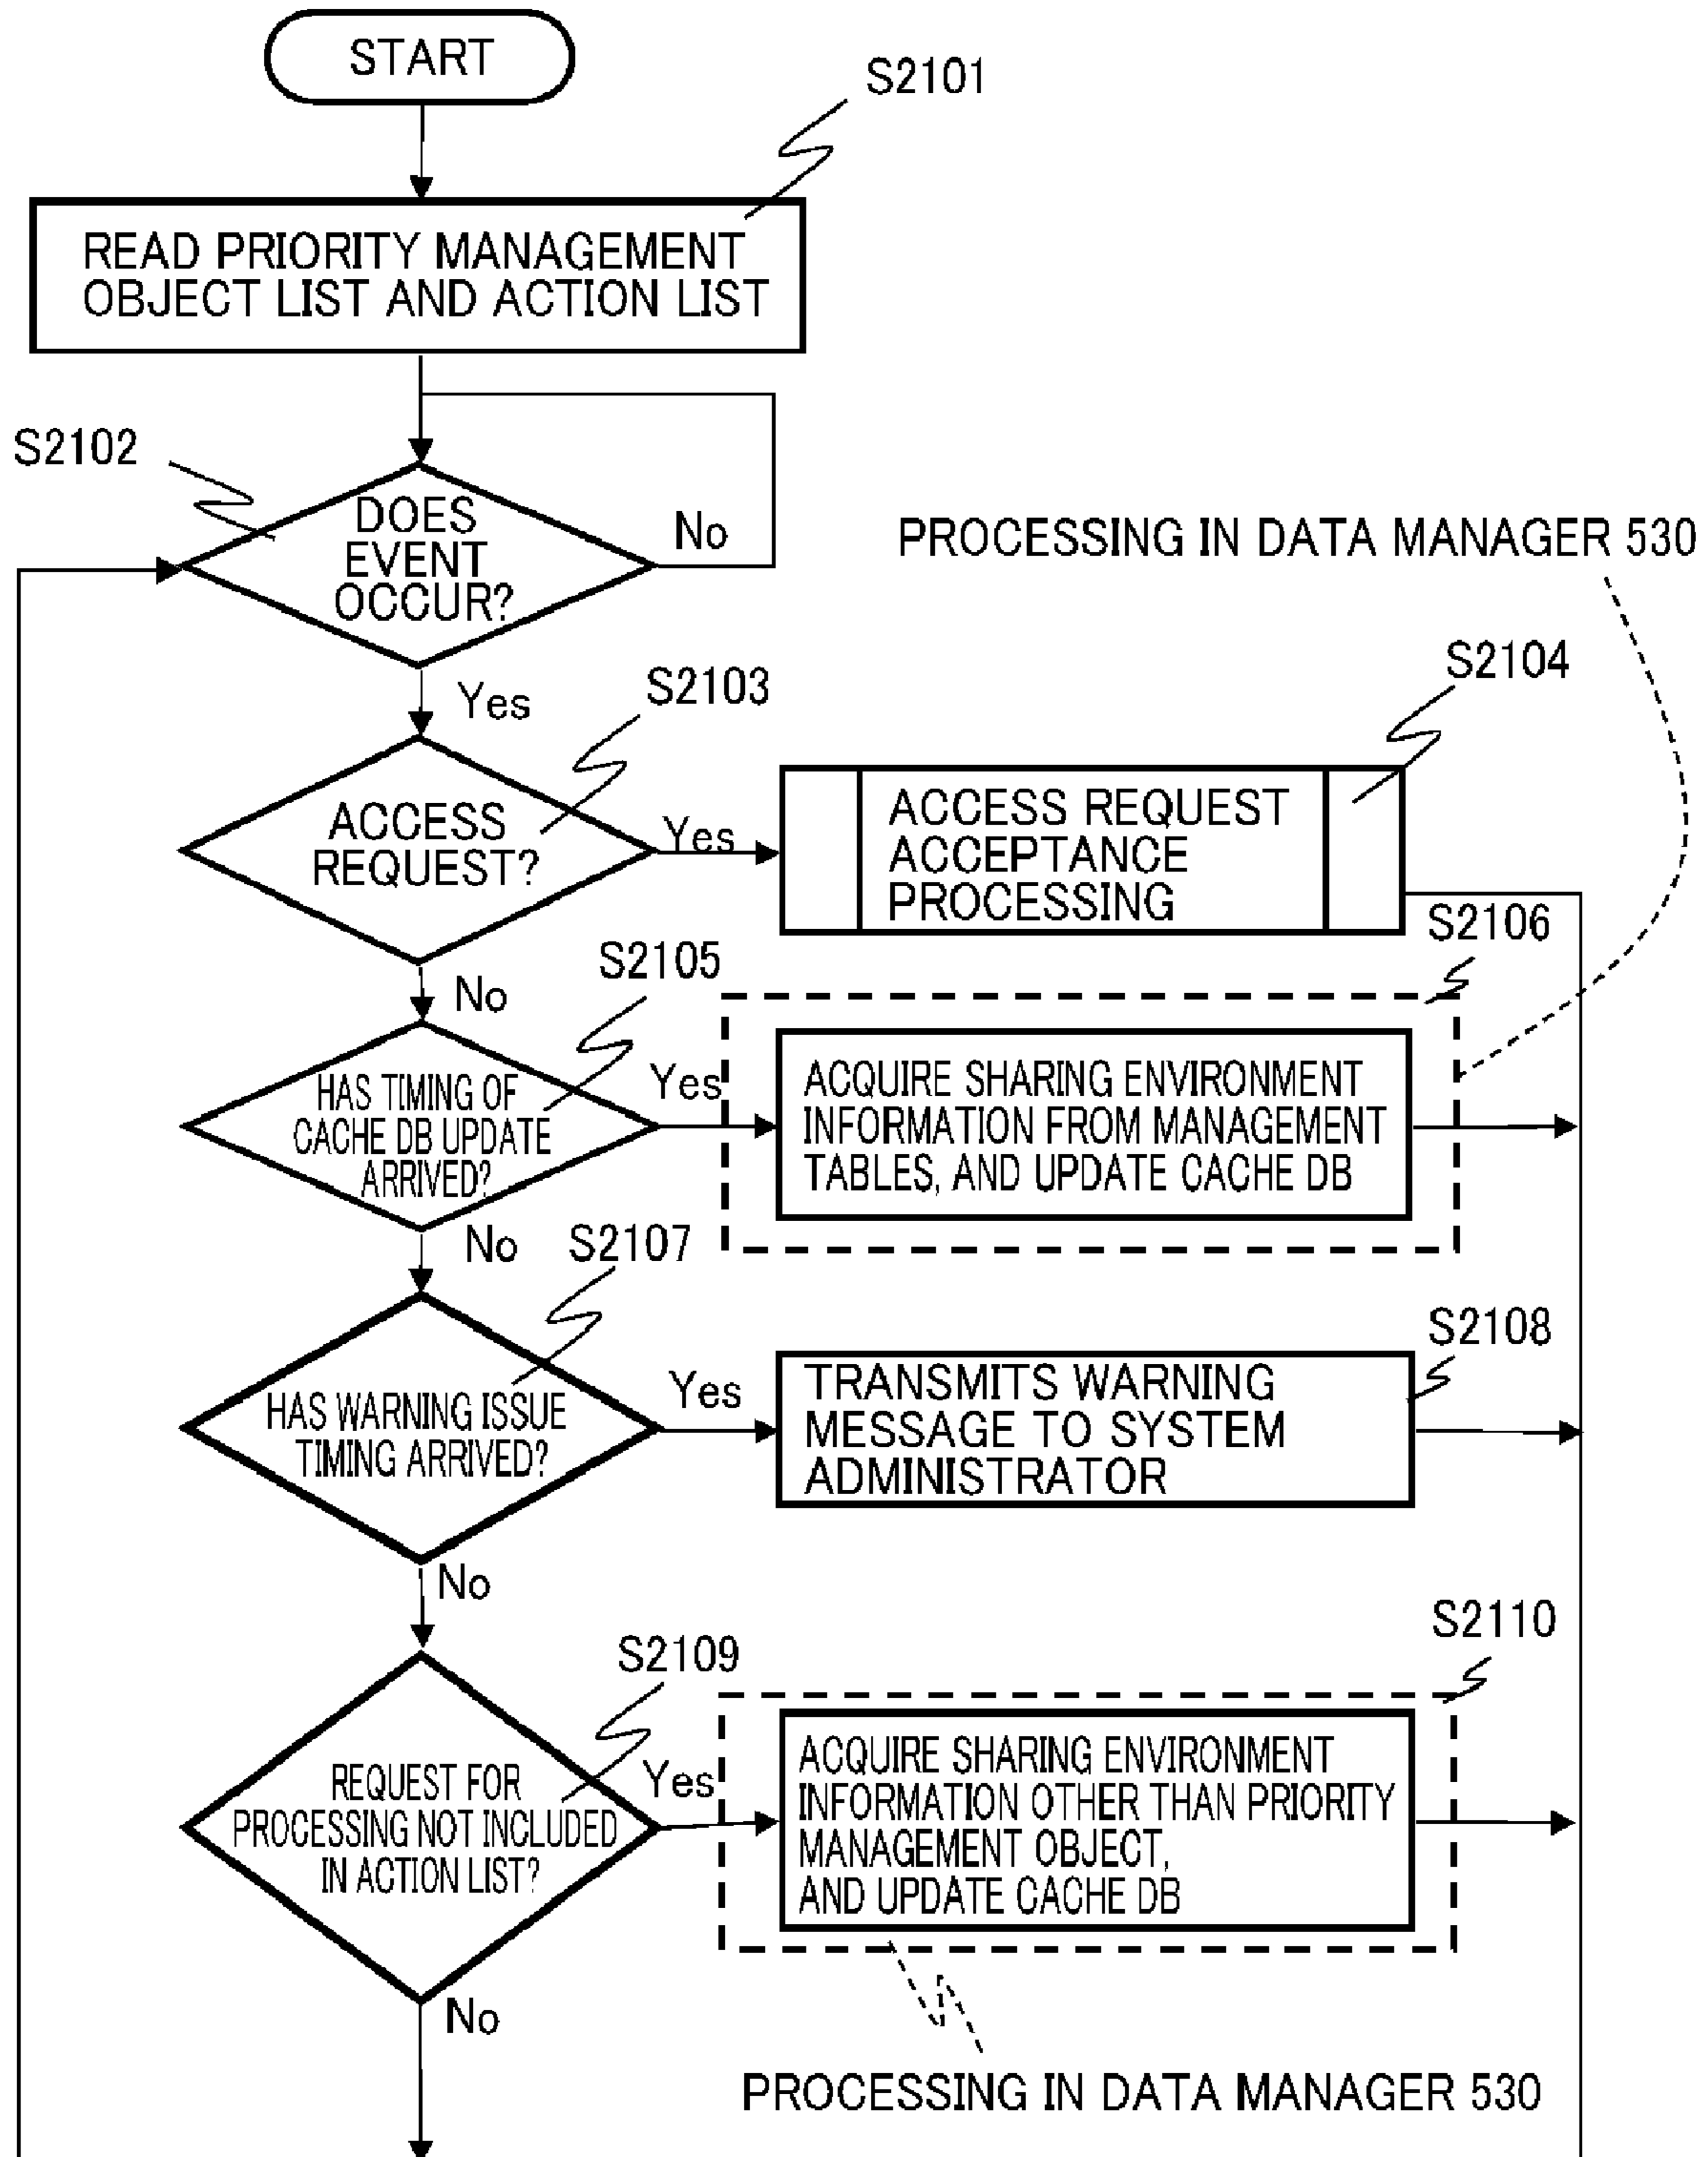 START
S2101
READ PRIORITY MANAGEMENT
OBJECT LIST AND ACTION LIST
S2102
DOES
EVENT
OCCUR?
No
PROCESSING IN DATA MANAGER 530
Yes
S2103
S2104
ACCESS
REQUEST?
Yes
ACCESS REQUEST
ACCEPTANCE
PROCESSING
No
S2105
S2106
HAS TIMING OF
CACHE DB UPDATE
ARRIVED?
Yes
ACQUIRE SHARING ENVIRONMENT
INFORMATION FROM MANAGEMENT
TABLES, AND UPDATE CACHE DB
No
S2107
S2108
HAS WARNING ISSUE
TIMING ARRIVED?
Yes
TRANSMITS WARNING
MESSAGE TO SYSTEM
ADMINISTRATOR
No
S2109
S2110
REQUEST FOR
PROCESSING NOT INCLUDED
IN ACTION LIST?
Yes
ACQUIRE SHARING ENVIRONMENT
INFORMATION OTHER THAN PRIORITY
MANAGEMENT OBJECT,
AND UPDATE CACHE DB
No
PROCESSING IN DATA MANAGER 530